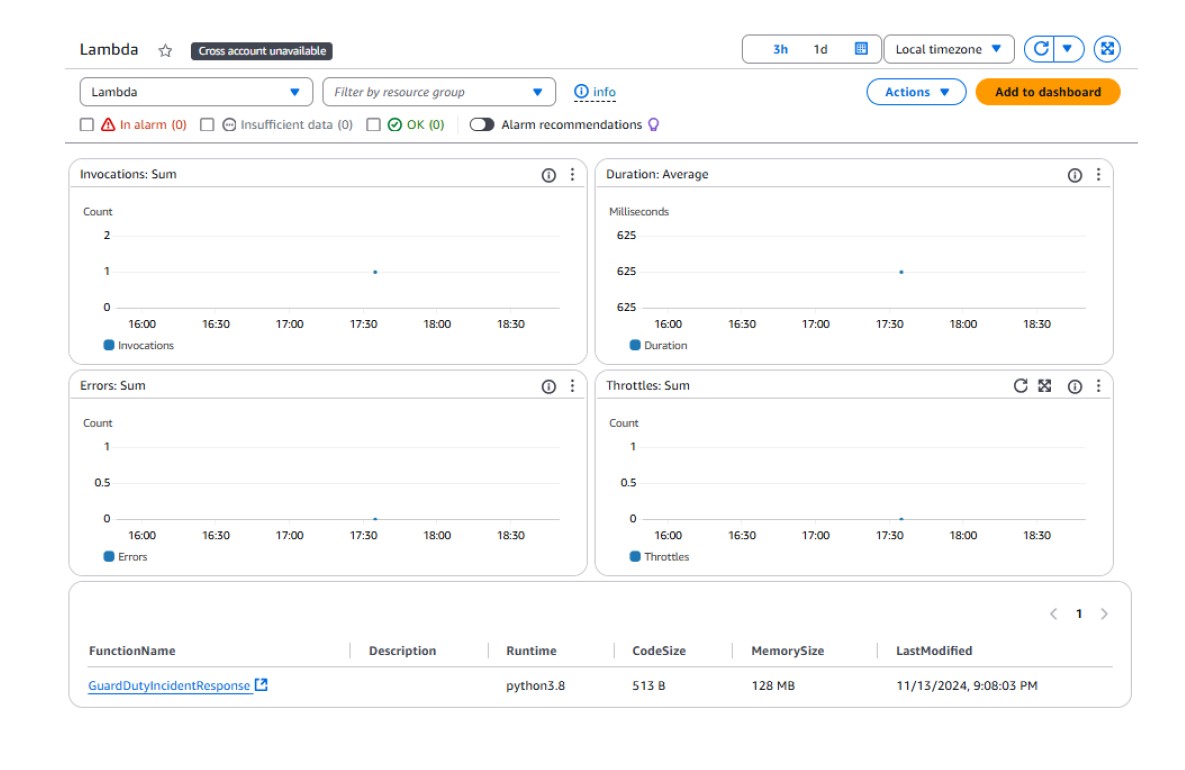 Lambda Cross account unavailable 3h 1d Local timezone
Lambda Filter by resource group info Actions Add to dashboard
In alarm (0) Insufficient data (0) OK (0) Alarm recommendations
Invocations: Sum
Count
2
1
0
16:00 16:30 17:00 17:30 18:00 18:30
Invocations
Duration: Average
Milliseconds
625
625
625
16:00 16:30 17:00 17:30 18:00 18:30
Duration
Errors: Sum
Count
1
0.5
0
16:00 16:30 17:00 17:30 18:00 18:30
Errors
Throttles: Sum
Count
1
0.5
0
16:00 16:30 17:00 17:30 18:00 18:30
Throttles
1
FunctionName Description Runtime CodeSize MemorySize LastModified
GuardDutyIncidentResponse python3.8 513 B 128 MB 11/13/2024, 9:08:03 PM